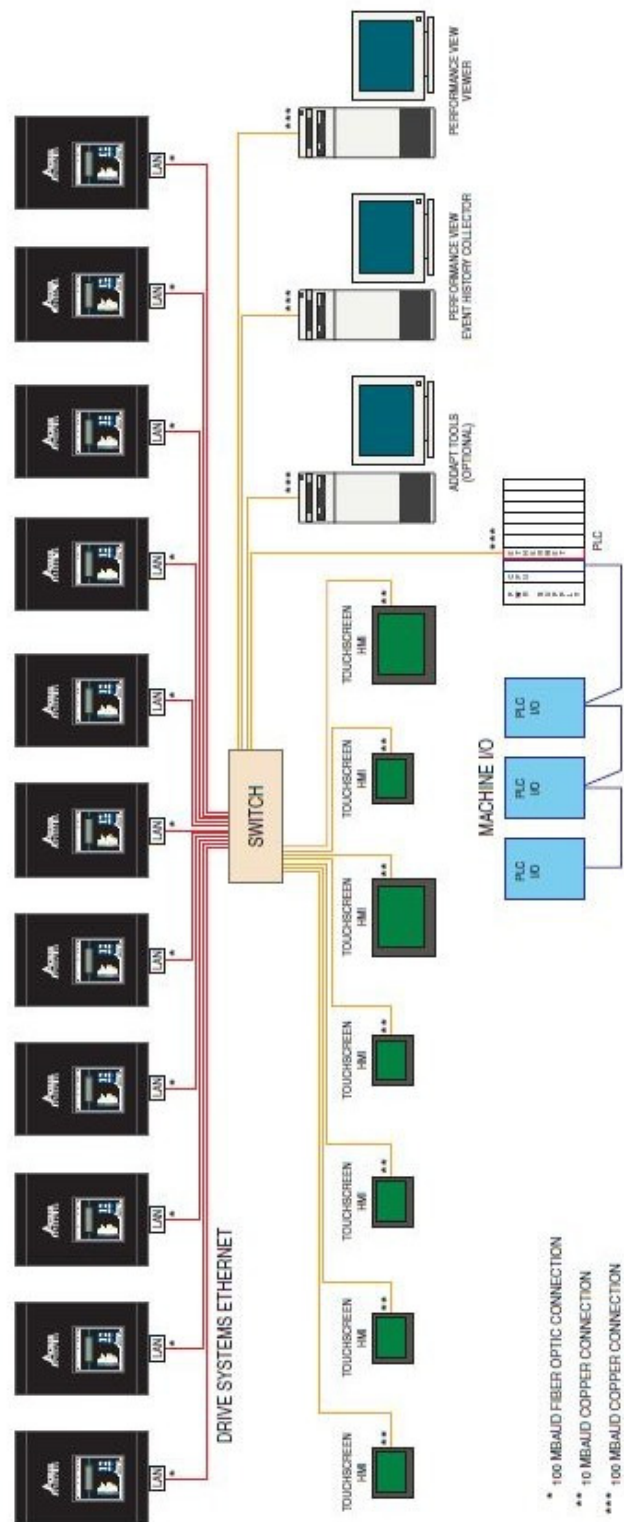 LAN *
LAN *
LAN *
LAN *
LAN *
LAN *
LAN *
LAN *
LAN *
LAN *
LAN *
DRIVE SYSTEMS ETHERNET
SWITCH
TOUCHSCREEN
HMI
**
TOUCHSCREEN
HMI
**
TOUCHSCREEN
HMI
**
TOUCHSCREEN
HMI
**
TOUCHSCREEN
HMI
**
TOUCHSCREEN
HMI
**
TOUCHSCREEN
HMI
**
***
ADDAPT TOOLS
(OPTIONAL)
***
PERFORMANCE VIEW
EVENT HISTORY COLLECTOR
***
PERFORMANCE VIEW
VIEWER
MACHINE I/O
PLC
I/O
PLC
I/O
PLC
I/O
***
CPU
ETHERNET
PLC
* 100 MBAUD FIBER OPTIC CONNECTION
** 10 MBAUD COPPER CONNECTION
*** 100 MBAUD COPPER CONNECTION